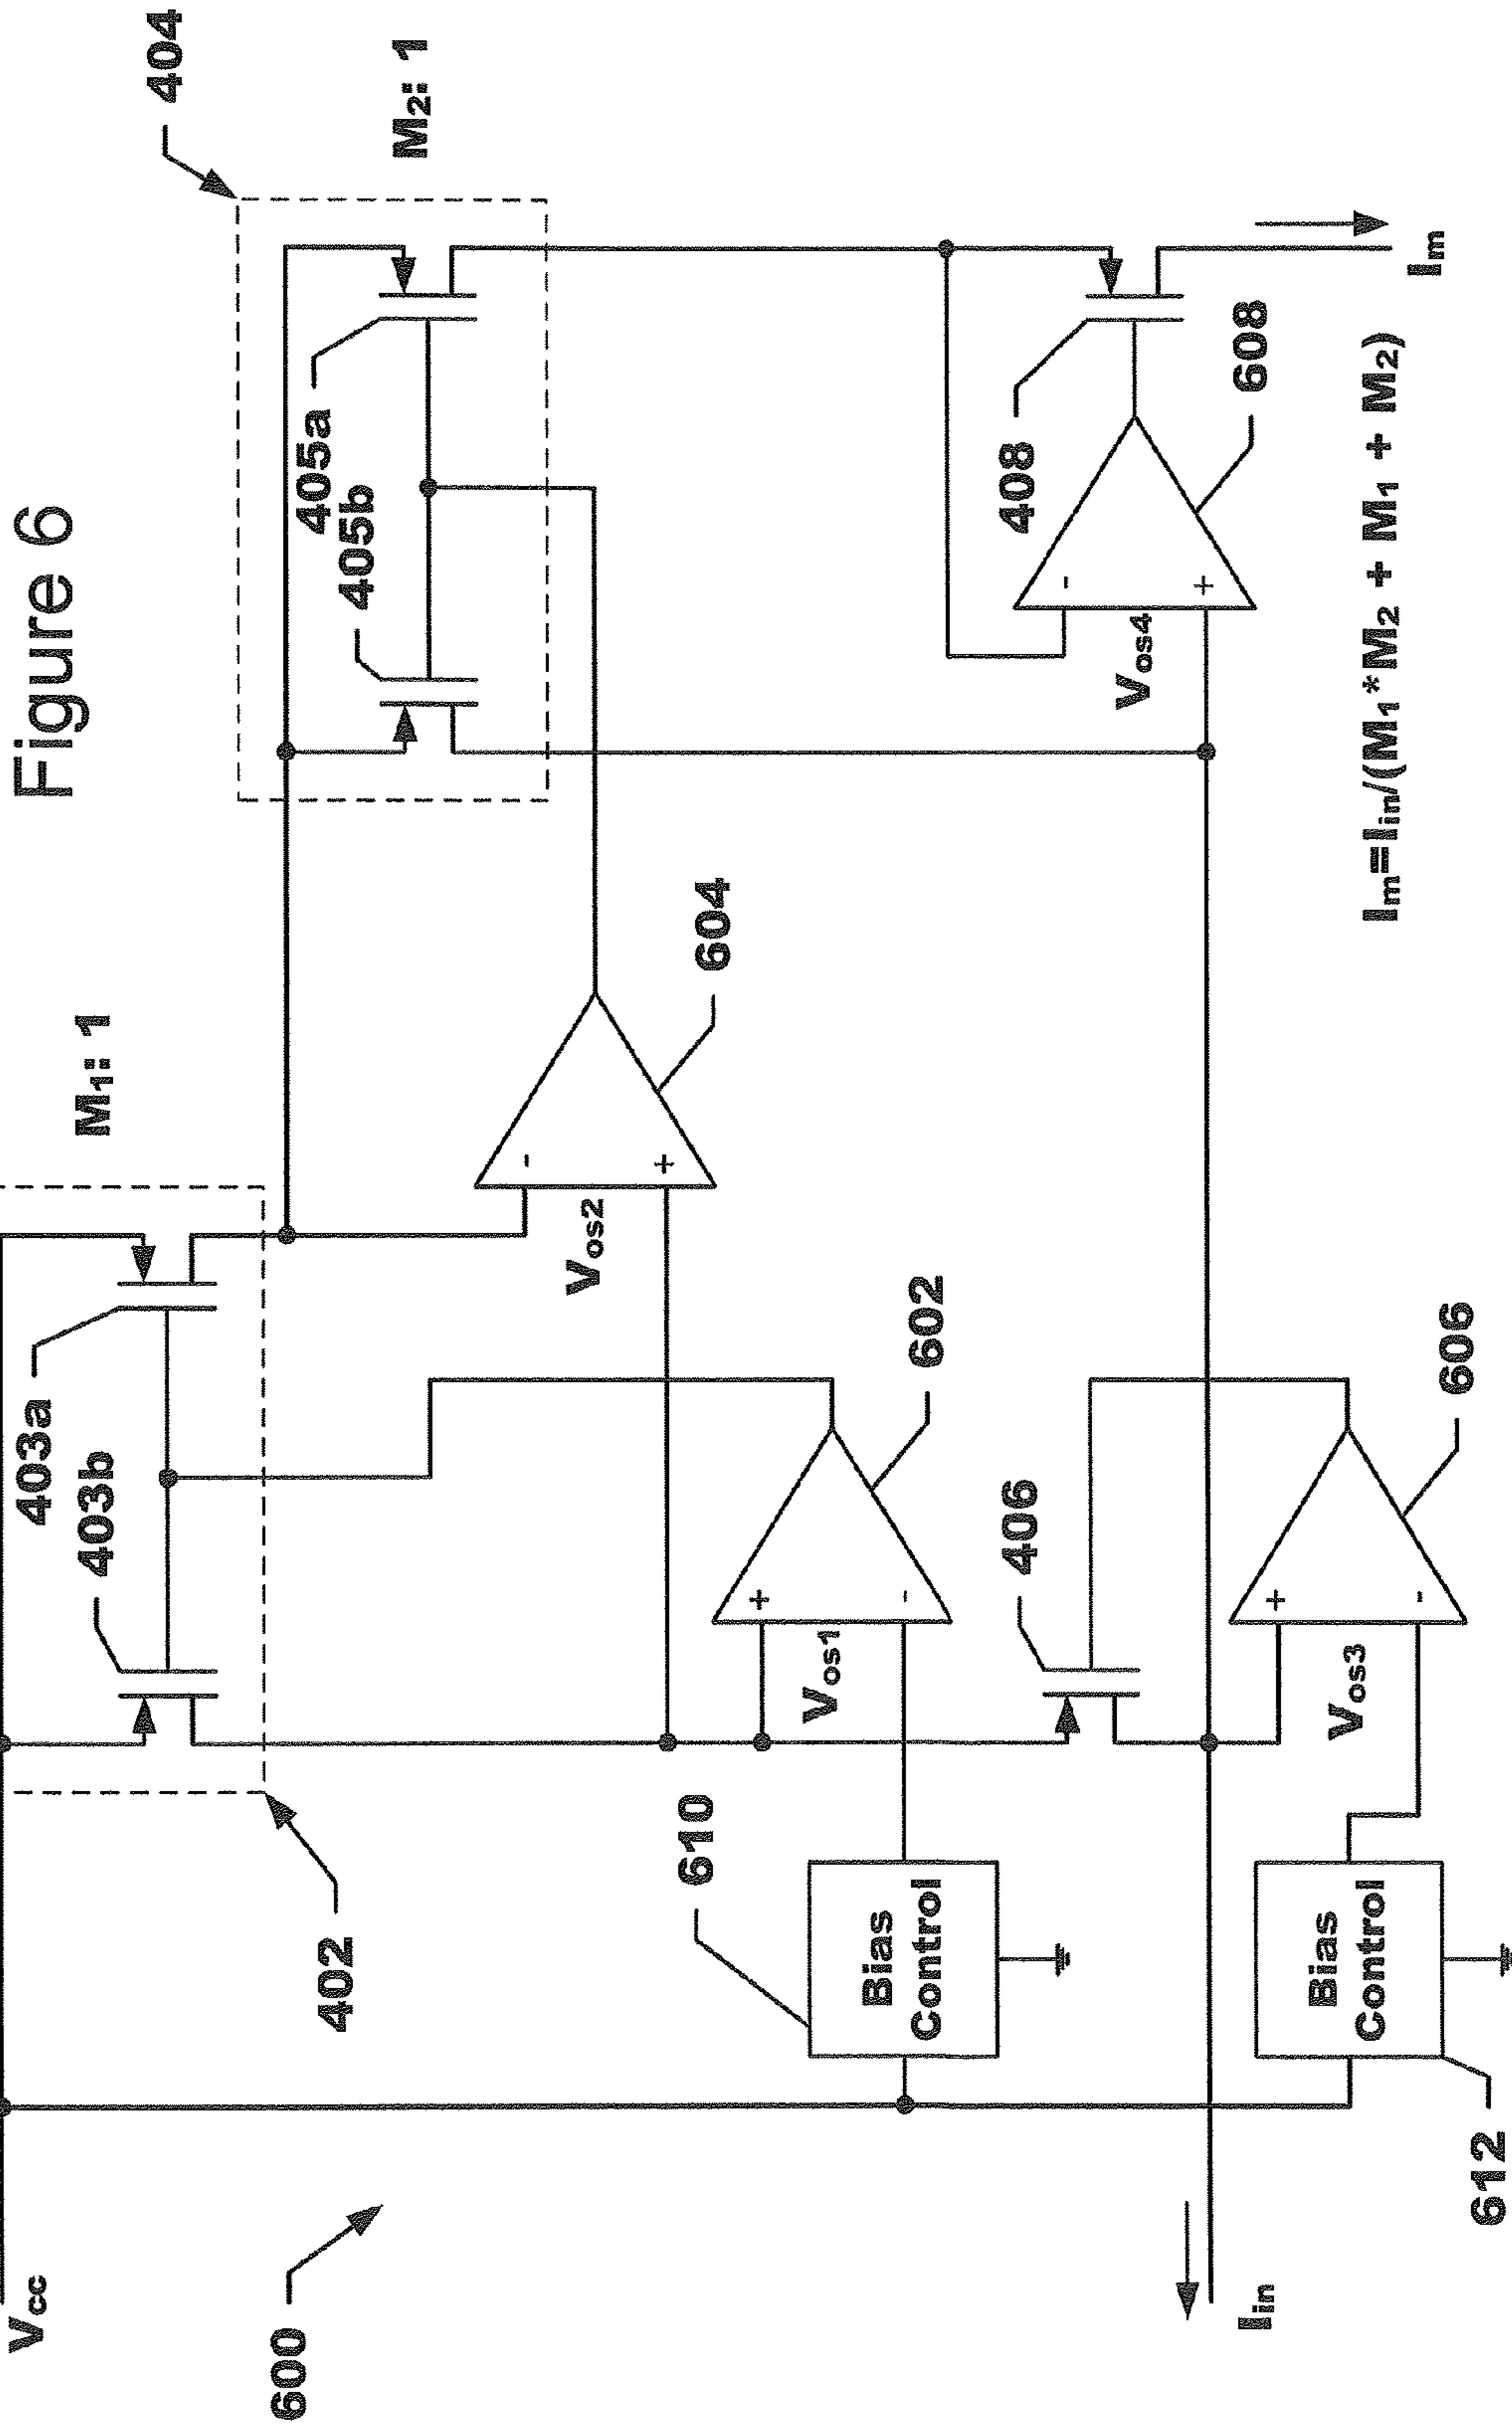 Figure 6
404
M₂: 1
M₁: 1
405a
405b
403a
403b
402
Vcc
600
604
Vos2
602
Vos1
610
Bias
Control
406
606
Vos3
Bias
Control
612
408
608
Vos4
Im
Im=Iin/(M₁*M₂ + M₁ + M₂)
Iin
-
+
+
-
+
-
-
+